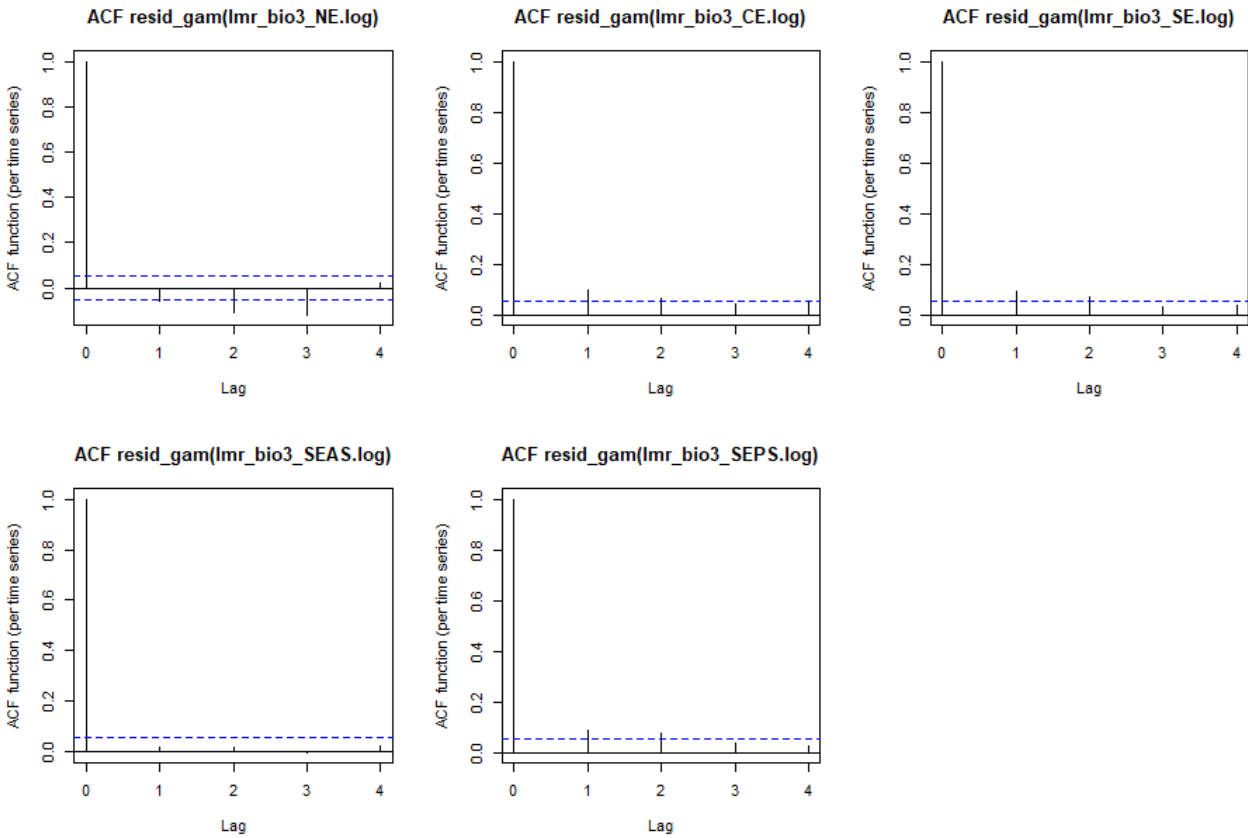 ACF resid_gam(lmr_bio3_NE.log)
ACF function (per time series)
1.0
0.8
0.6
0.4
0.2
0.0
0 1 2 3 4
Lag
ACF resid_gam(lmr_bio3_CE.log)
ACF function (per time series)
1.0
0.8
0.6
0.4
0.2
0.0
0 1 2 3 4
Lag
ACF resid_gam(lmr_bio3_SE.log)
ACF function (per time series)
1.0
0.8
0.6
0.4
0.2
0.0
0 1 2 3 4
Lag
ACF resid_gam(lmr_bio3_SEAS.log)
ACF function (per time series)
1.0
0.8
0.6
0.4
0.2
0.0
0 1 2 3 4
Lag
ACF resid_gam(lmr_bio3_SEPS.log)
ACF function (per time series)
1.0
0.8
0.6
0.4
0.2
0.0
0 1 2 3 4
Lag